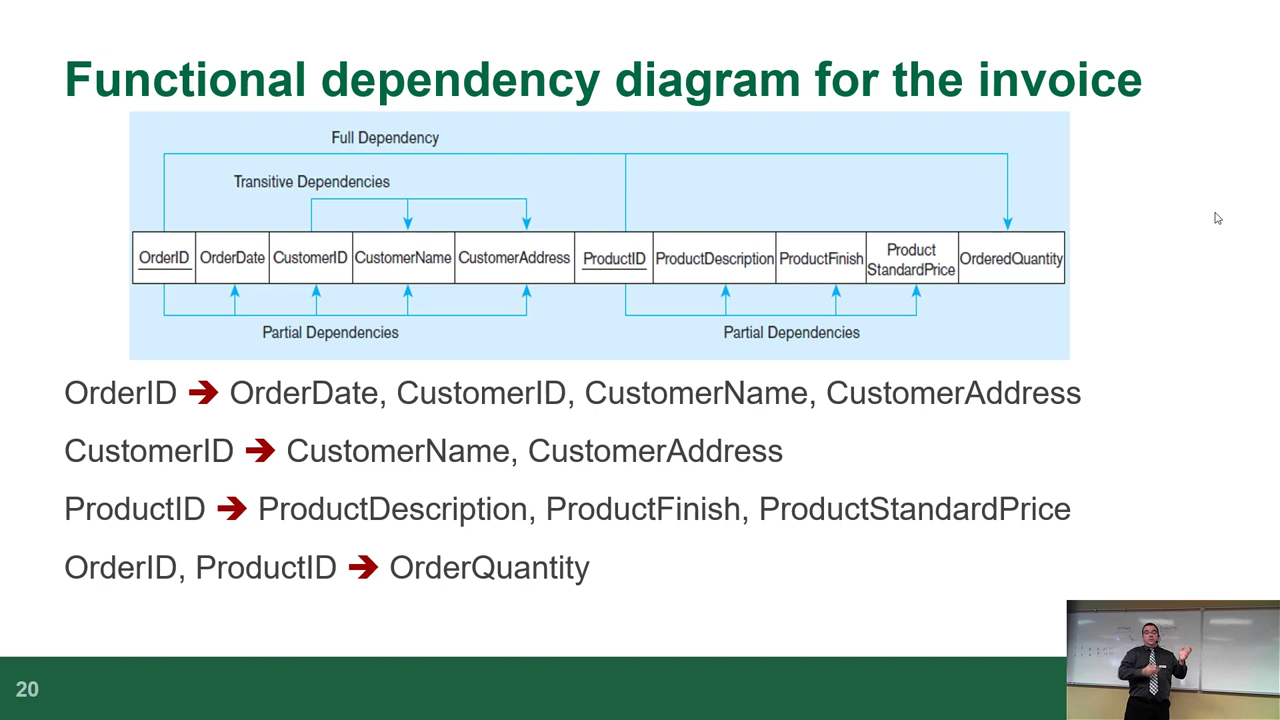 Functional dependency diagram for the invoice
Full Dependency
Transitive Dependencies
OrderID OrderDate CustomerID CustomerName CustomerAddress ProductID ProductDescription ProductFinish Product StandardPrice OrderedQuantity
Partial Dependencies Partial Dependencies
OrderID ➔ OrderDate, CustomerID, CustomerName, CustomerAddress
CustomerID ➔ CustomerName, CustomerAddress
ProductID ➔ ProductDescription, ProductFinish, ProductStandardPrice
OrderID, ProductID ➔ OrderQuantity
20